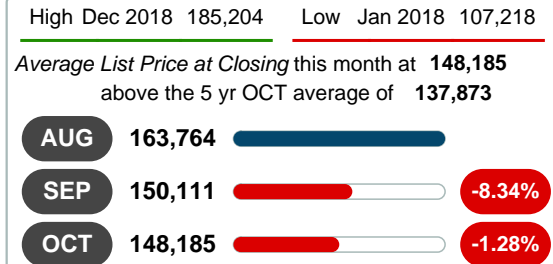 High Dec 2018 185,204 Low Jan 2018 107,218
Average List Price at Closing this month at 148,185
above the 5 yr OCT average of 137,873
AUG 163,764
SEP 150,111 -8.34%
OCT 148,185 -1.28%